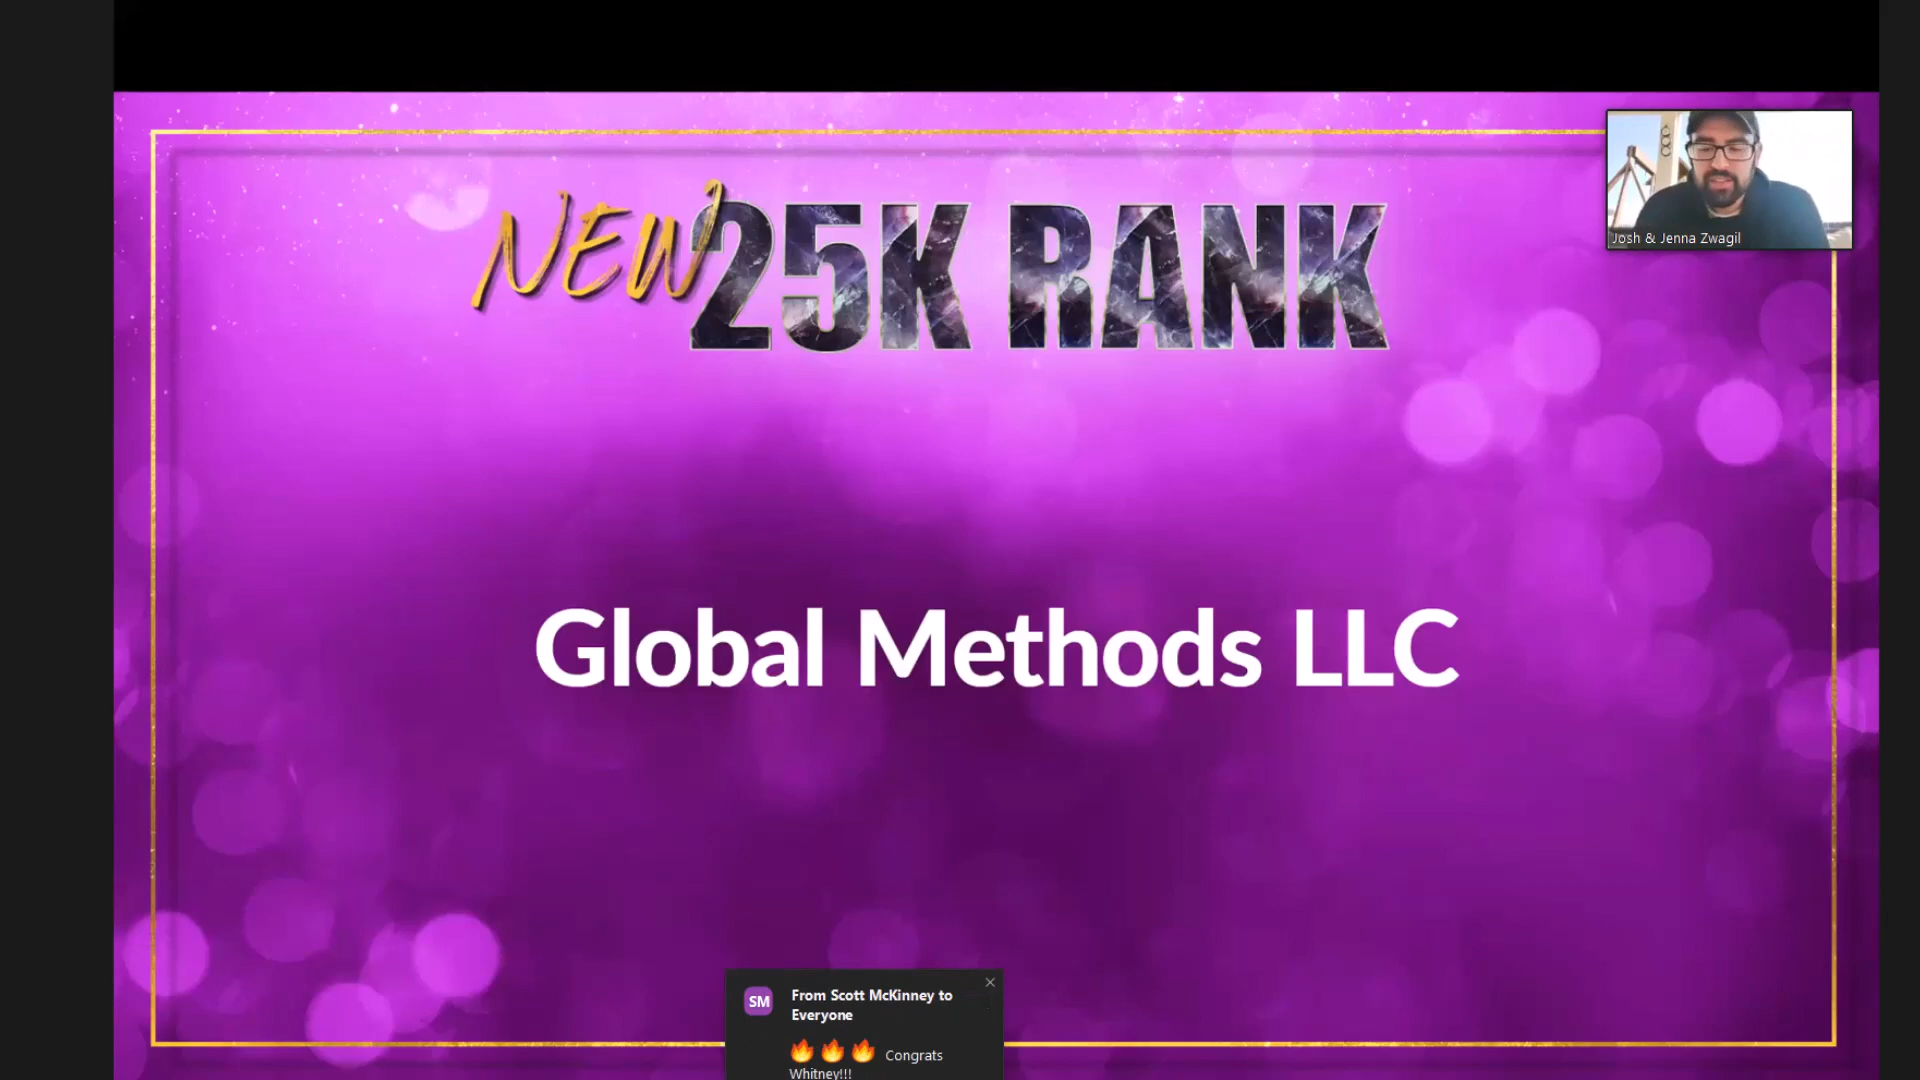 NEW 25K RANK
Josh & Jenna Zwagil
Global Methods LLC
SM
From Scott McKinney to
Everyone
🔥🔥🔥 Congrats
Whitney!!!